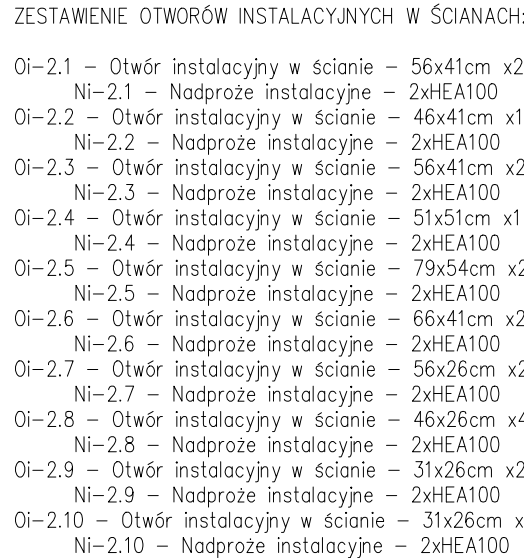 ZESTAWIENIE OTWORÓW INSTALACYJNYCH W ŚCIANACH:
Oi-2.1 - Otwór instalacyjny w ścianie - 56x41cm x2
Ni-2.1 - Nadproże instalacyjne - 2xHEA100
Oi-2.2 - Otwór instalacyjny w ścianie - 46x41cm x1
Ni-2.2 - Nadproże instalacyjne - 2xHEA100
Oi-2.3 - Otwór instalacyjny w ścianie - 56x41cm x2
Ni-2.3 - Nadproże instalacyjne - 2xHEA100
Oi-2.4 - Otwór instalacyjny w ścianie - 51x51cm x1
Ni-2.4 - Nadproże instalacyjne - 2xHEA100
Oi-2.5 - Otwór instalacyjny w ścianie - 79x54cm x2
Ni-2.5 - Nadproże instalacyjne - 2xHEA100
Oi-2.6 - Otwór instalacyjny w ścianie - 66x41cm x2
Ni-2.6 - Nadproże instalacyjne - 2xHEA100
Oi-2.7 - Otwór instalacyjny w ścianie - 56x26cm x2
Ni-2.7 - Nadproże instalacyjne - 2xHEA100
Oi-2.8 - Otwór instalacyjny w ścianie - 46x26cm x4
Ni-2.8 - Nadproże instalacyjne - 2xHEA100
Oi-2.9 - Otwór instalacyjny w ścianie - 31x26cm x2
Ni-2.9 - Nadproże instalacyjne - 2xHEA100
Oi-2.10 - Otwór instalacyjny w ścianie - 31x26cm x
Ni-2.10 - Nadproże instalacyjne - 2xHEA100